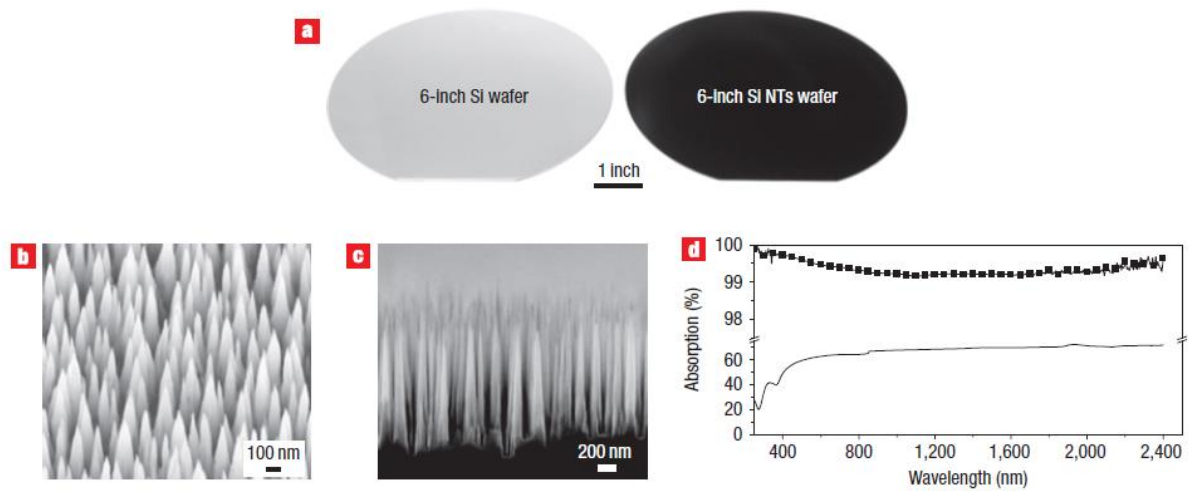 a
6-inch Si wafer
6-inch Si NTs wafer
1 inch
b
100 nm
c
200 nm
d
100
99
98
60
40
20
0
Absorption (%)
400
800
1,200
1,600
2,000
2,400
Wavelength (nm)